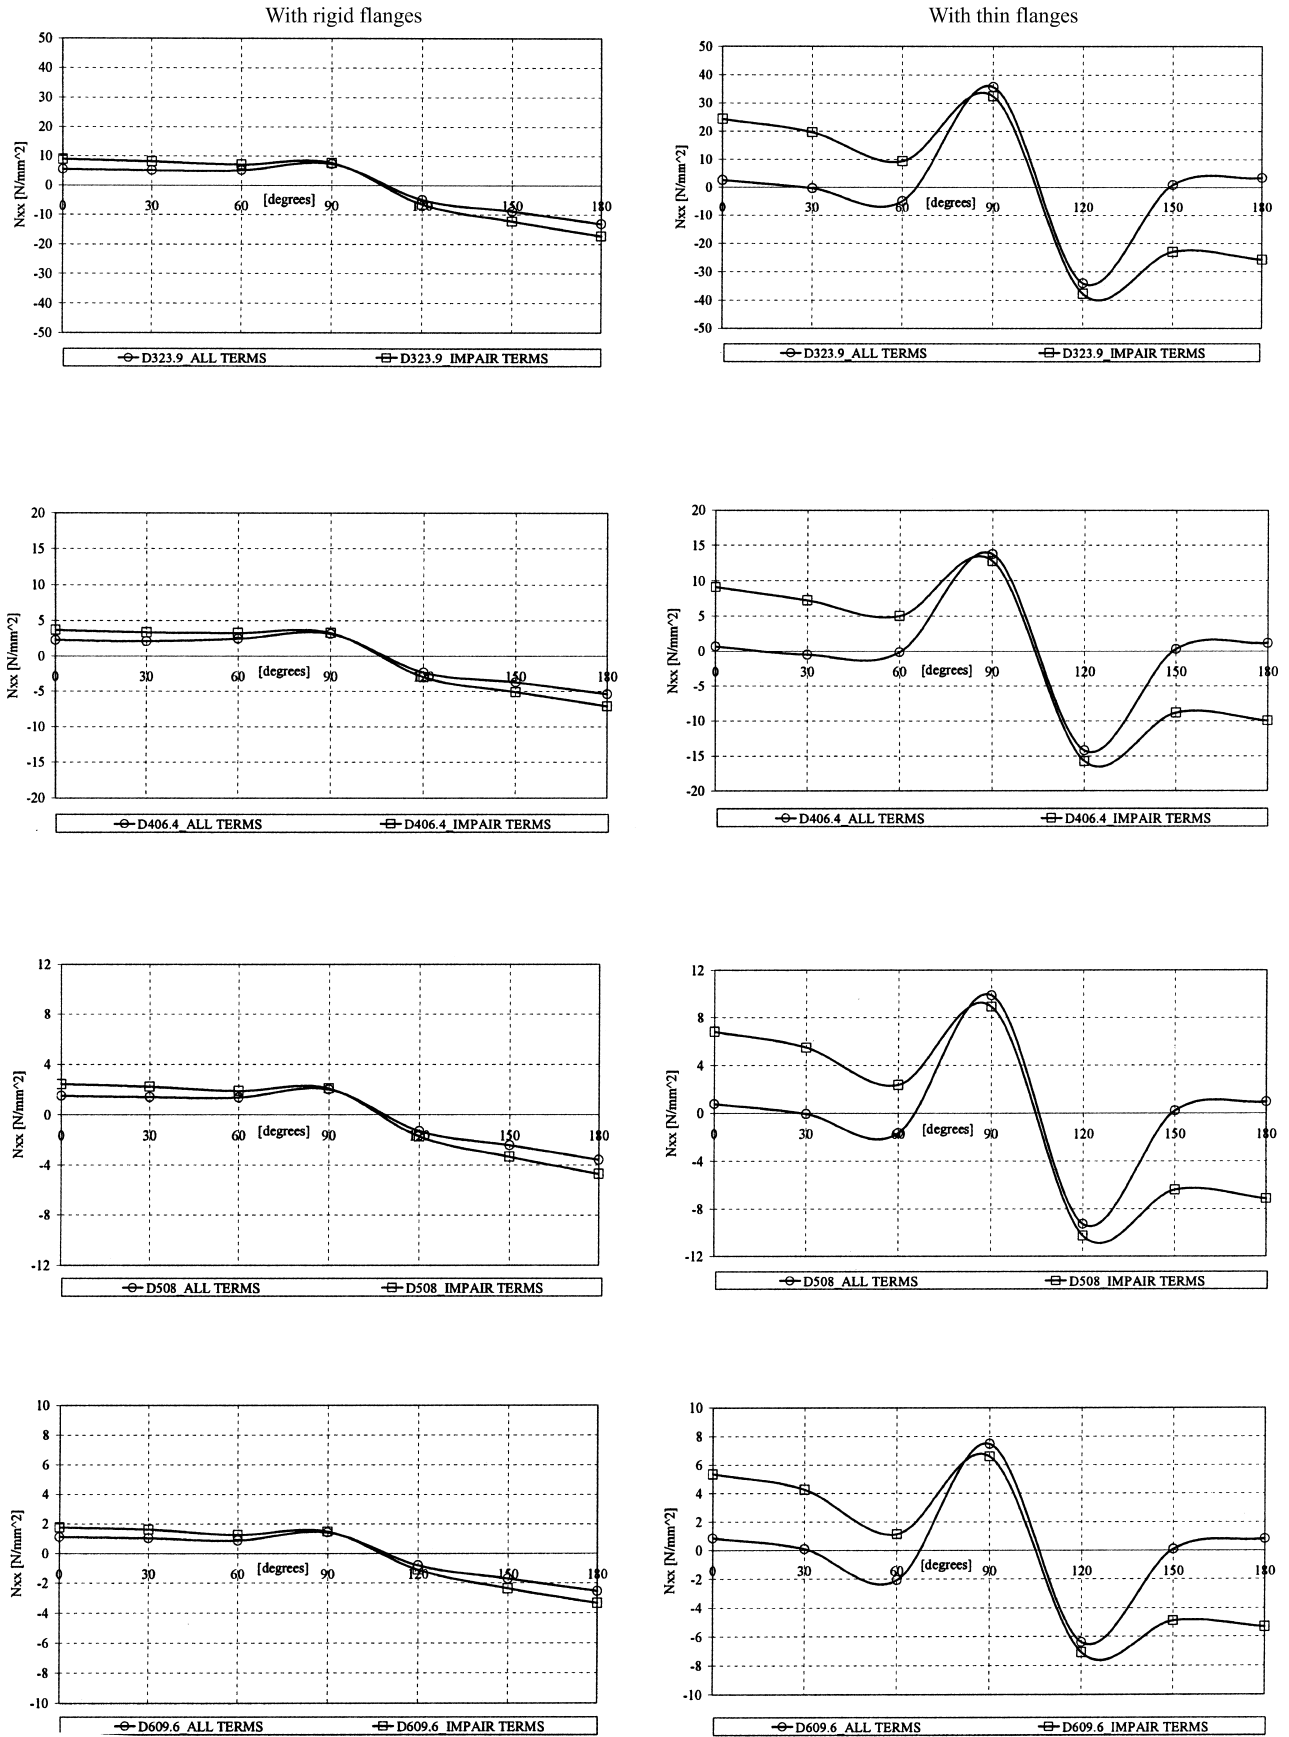 With rigid flanges
With thin flanges
50
40
30
20
10
0
-10
-20
-30
-40
-50
Nxx [N/mm^2]
[degrees]
0 30 60 90 120 150 180
D323.9_ALL TERMS D323.9_IMPAIR TERMS
50
40
30
20
10
0
-10
-20
-30
-40
-50
Nxx [N/mm^2]
[degrees]
0 30 60 90 120 150 180
D323.9_ALL TERMS D323.9_IMPAIR TERMS
20
15
10
5
0
-5
-10
-15
-20
Nxx [N/mm^2]
[degrees]
0 30 60 90 120 150 180
D406.4_ALL TERMS D406.4_IMPAIR TERMS
20
15
10
5
0
-5
-10
-15
-20
Nxx [N/mm^2]
[degrees]
0 30 60 90 120 150 180
D406.4_ALL TERMS D406.4_IMPAIR TERMS
12
8
4
0
-4
-8
-12
Nxx [N/mm^2]
[degrees]
0 30 60 90 120 150 180
D508_ALL TERMS D508_IMPAIR TERMS
12
8
4
0
-4
-8
-12
Nxx [N/mm^2]
[degrees]
0 30 60 90 120 150 180
D508_ALL TERMS D508_IMPAIR TERMS
10
8
6
4
2
0
-2
-4
-6
-8
-10
Nxx [N/mm^2]
[degrees]
0 30 60 90 120 150 180
D609.6_ALL TERMS D609.6_IMPAIR TERMS
10
8
6
4
2
0
-2
-4
-6
-8
-10
Nxx [N/mm^2]
[degrees]
0 30 60 90 120 150 180
D609.6_ALL TERMS D609.6_IMPAIR TERMS